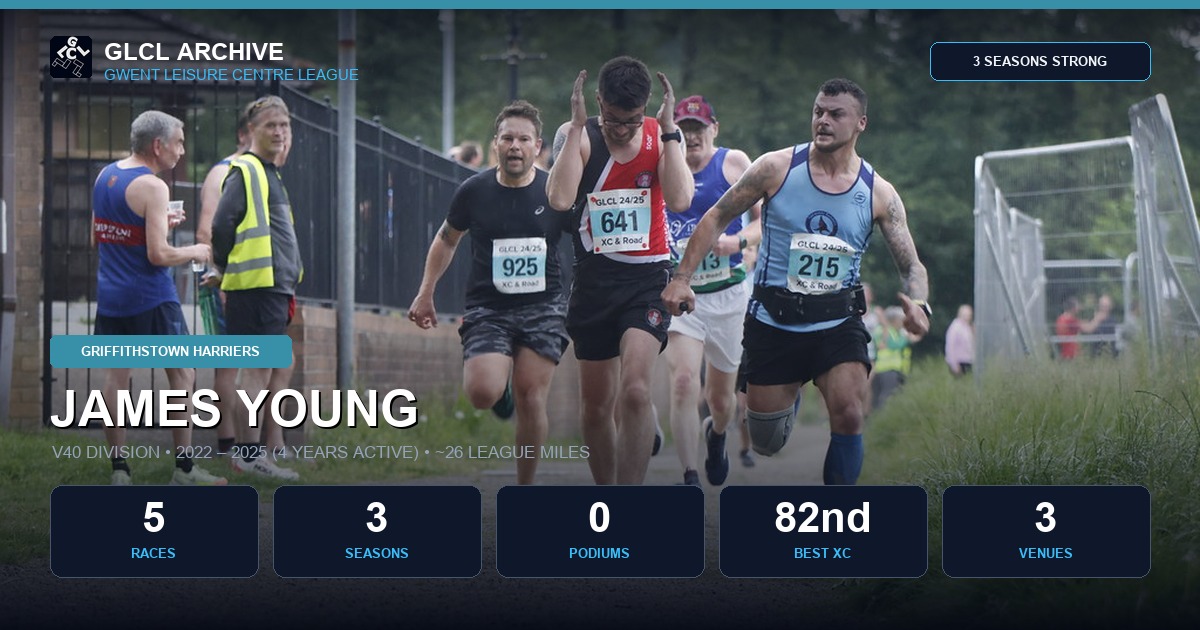 GLCL ARCHIVE
GWENT LEISURE CENTRE LEAGUE
3 SEASONS STRONG
GLCL 24/25
641
XC & Road
GLCL 24/25
925
XC & Road
13
GLCL 24/25
215
XC & Road
GRIFFITHSTOWN HARRIERS
JAMES YOUNG
V40 DIVISION • 2022 – 2025 (4 YEARS ACTIVE) • ~26 LEAGUE MILES
5
RACES
3
SEASONS
0
PODIUMS
82nd
BEST XC
3
VENUES